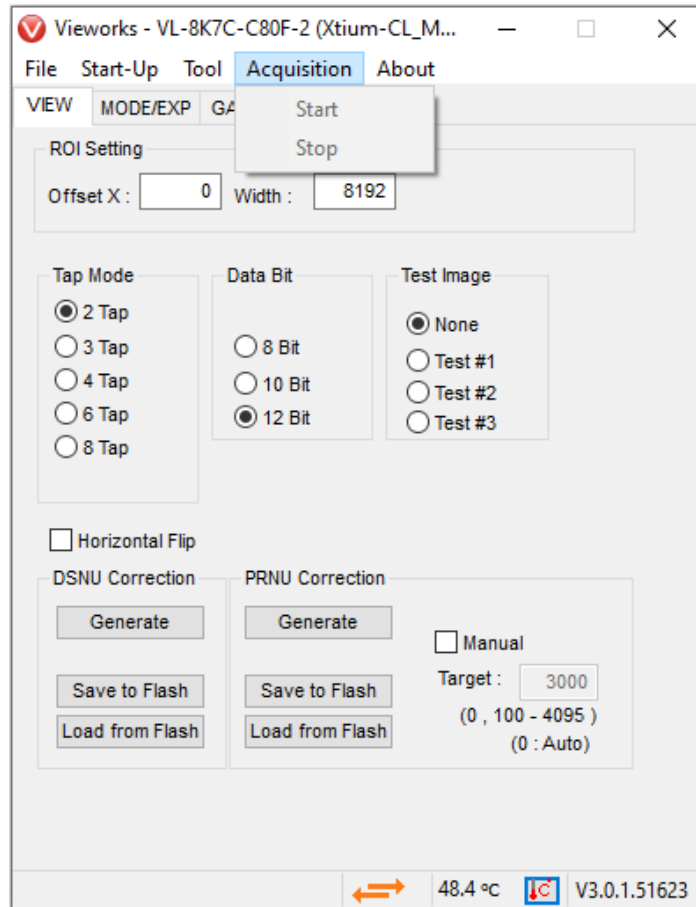 Vieworks - VL-8K7C-C80F-2 (Xtium-CL_M...
File Start-Up Tool Acquisition About
VIEW MODE/EXP GA
Start
Stop
ROI Setting
Offset X : 0 Width : 8192
Tap Mode
2 Tap
3 Tap
4 Tap
6 Tap
8 Tap
Data Bit
8 Bit
10 Bit
12 Bit
Test Image
None
Test #1
Test #2
Test #3
Horizontal Flip
DSNU Correction
Generate
Save to Flash
Load from Flash
PRNU Correction
Generate
Save to Flash
Load from Flash
Manual
Target : 3000
(0 , 100 - 4095 )
(0 : Auto)
48.4 ºC C V3.0.1.51623